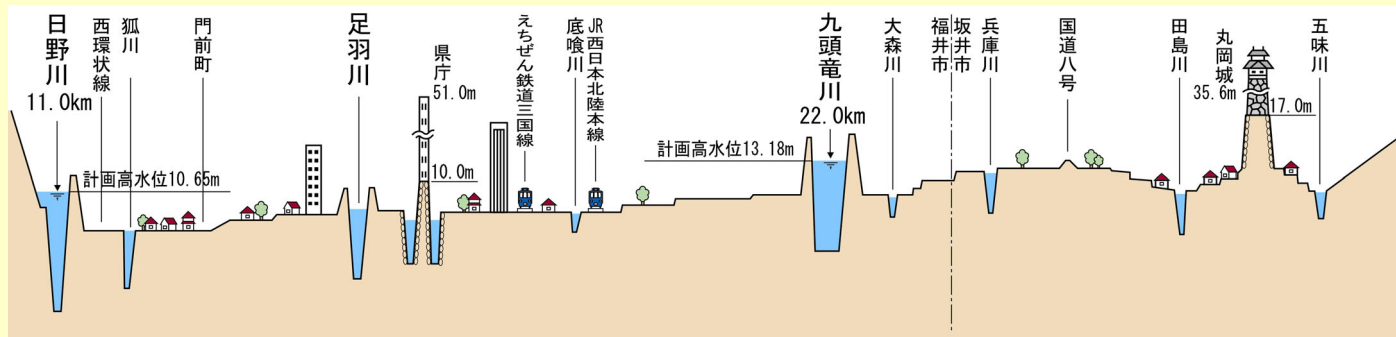 日野川
11.0km
西環状線
狐川
門前町
計画高水位10.65m
足羽川
県庁
51.0m
10.0m
えちぜん鉄道三国線
底喰川
JR西日本北陸本線
計画高水位13.18m
九頭竜川
22.0km
大森川
福井市
坂井市
兵庫川
国道八号
田島川
丸岡城
35.6m
17.0m
五味川